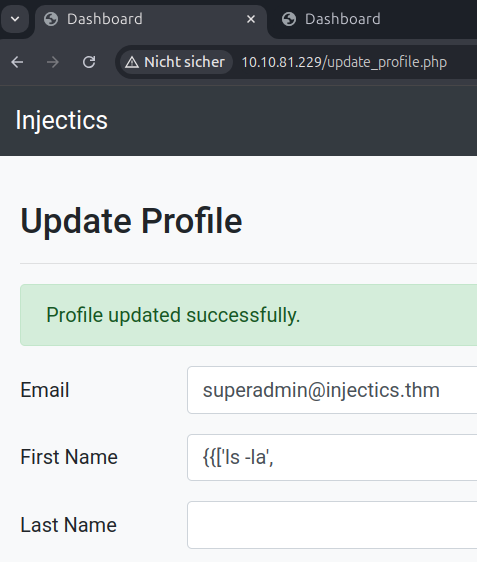 Dashboard
Dashboard
Nicht sicher 10.10.81.229/update_profile.php
Injectics
Update Profile
Profile updated successfully.
Email superadmin@injectics.thm
First Name {{['ls -la',
Last Name